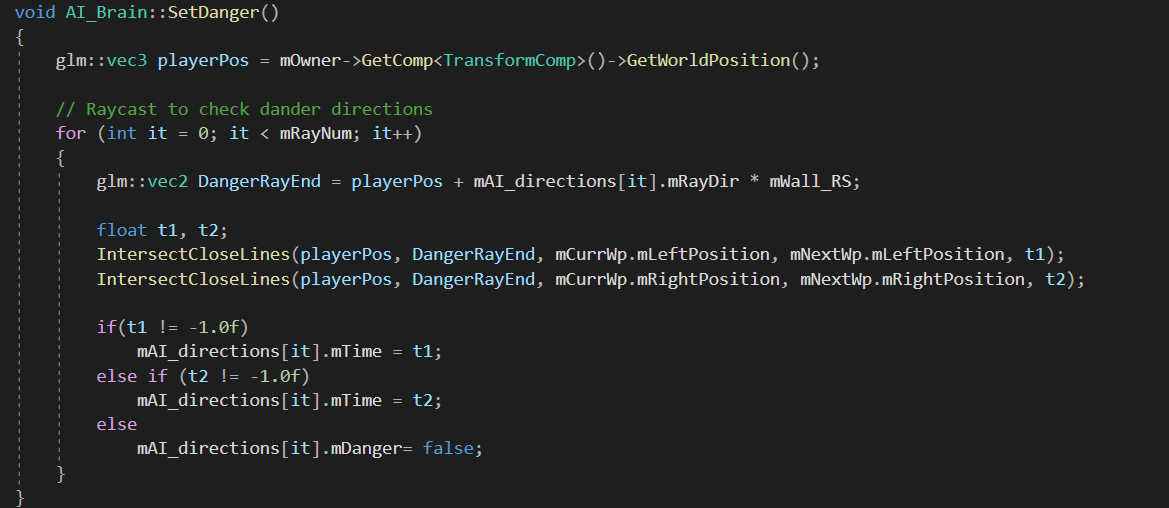 void AI_Brain::SetDanger()
{
    glm::vec3 playerPos = mOwner->GetComp<TransformComp>()->GetWorldPosition();

    // Raycast to check dander directions
    for (int it = 0; it < mRayNum; it++)
    {
        glm::vec2 DangerRayEnd = playerPos + mAI_directions[it].mRayDir * mWall_RS;

        float t1, t2;
        IntersectCloseLines(playerPos, DangerRayEnd, mCurrWp.mLeftPosition, mNextWp.mLeftPosition, t1);
        IntersectCloseLines(playerPos, DangerRayEnd, mCurrWp.mRightPosition, mNextWp.mRightPosition, t2);

        if(t1 != -1.0f)
            mAI_directions[it].mTime = t1;
        else if (t2 != -1.0f)
            mAI_directions[it].mTime = t2;
        else
            mAI_directions[it].mDanger= false;
    }
}